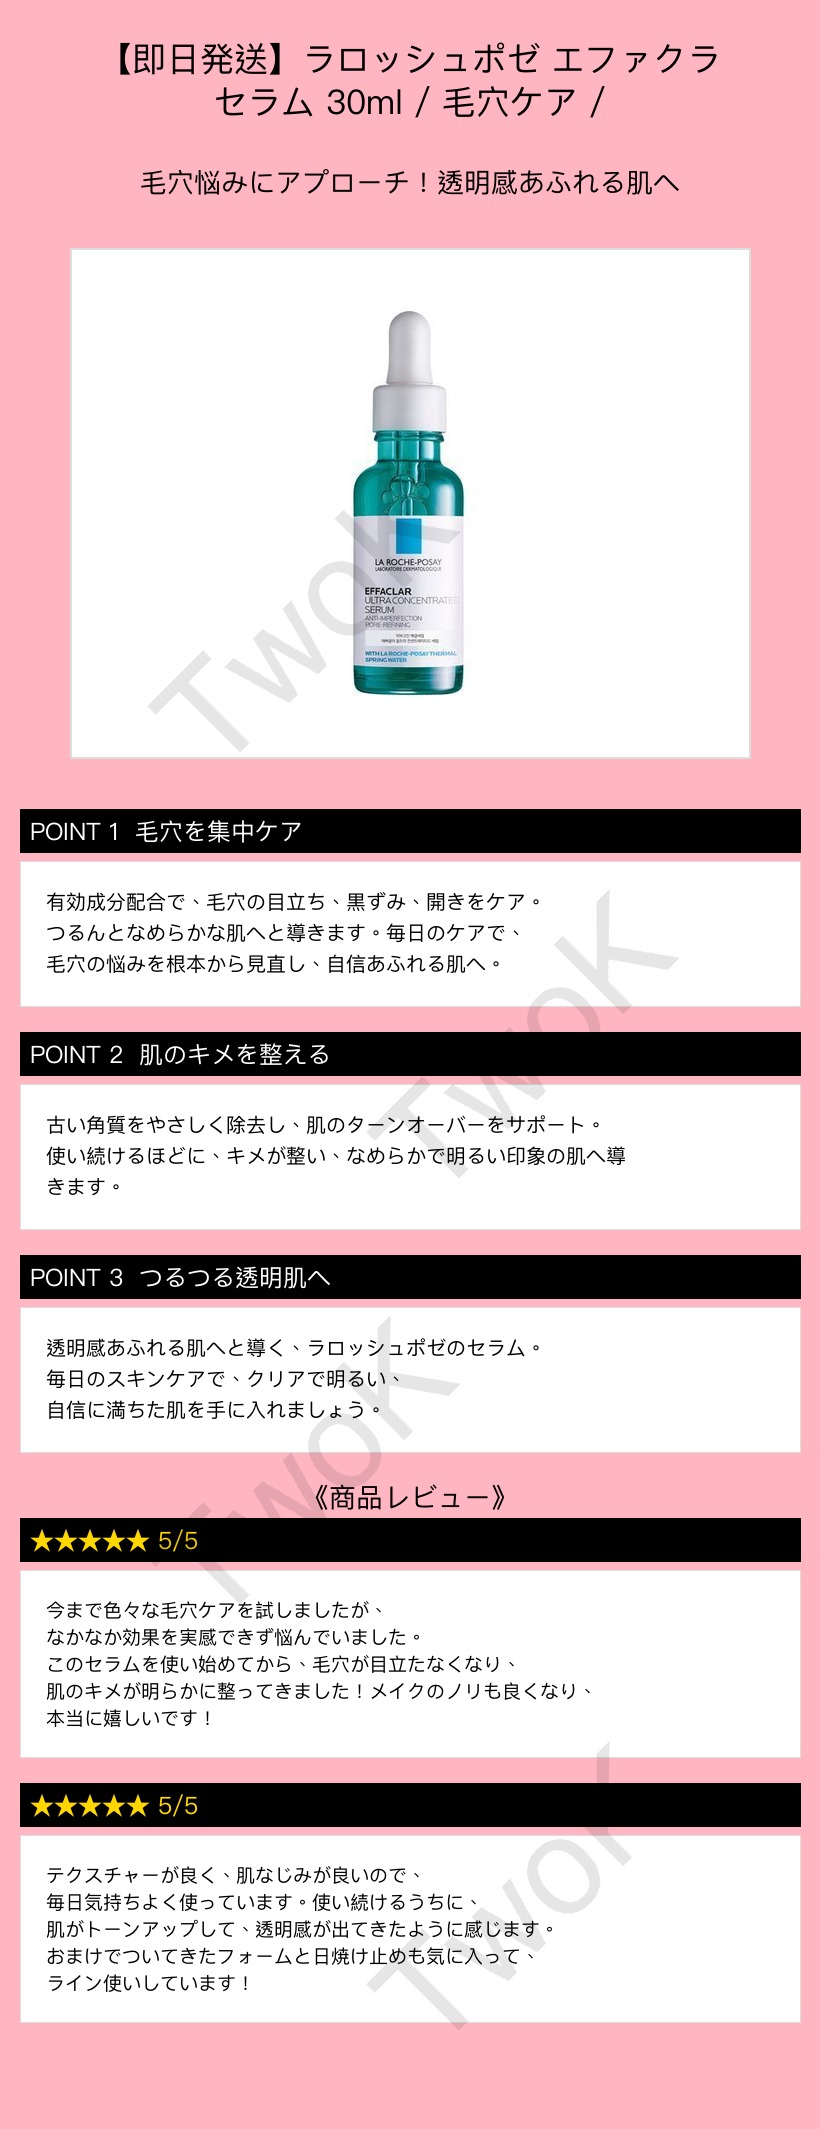 【即日発送】ラロッシュポゼ エファクラ
セラム 30ml / 毛穴ケア /
毛穴悩みにアプローチ！透明感あふれる肌へ
LA ROCHE-POSAY
LABORATOIRE DERMATOLOGIQUE
EFFACLAR
ULTRA CONCENTRATED
SERUM
ANTI-IMPERFECTION
PORE-REFINING
WITH LA ROCHE-POSAY THERMAL
SPRING WATER
TwoK
POINT 1 毛穴を集中ケア
有効成分配合で、毛穴の目立ち、黒ずみ、開きをケア。
つるんとなめらかな肌へと導きます。毎日のケアで、
毛穴の悩みを根本から見直し、自信あふれる肌へ。
TwoK
POINT 2 肌のキメを整える
古い角質をやさしく除去し、肌のターンオーバーをサポート。
使い続けるほどに、キメが整い、なめらかで明るい印象の肌へ導
きます。
POINT 3 つるつる透明肌へ
透明感あふれる肌へと導く、ラロッシュポゼのセラム。
毎日のスキンケアで、クリアで明るい、
自信に満ちた肌を手に入れましょう。
TwoK
《商品レビュー》
★★★★★ 5/5
今まで色々な毛穴ケアを試しましたが、
なかなか効果を実感できず悩んでいました。
このセラムを使い始めてから、毛穴が目立たなくなり、
肌のキメが明らかに整ってきました！メイクのノリも良くなり、
本当に嬉しいです！
★★★★★ 5/5
テクスチャーが良く、肌なじみが良いので、
毎日気持ちよく使っています。使い続けるうちに、
肌がトーンアップして、透明感が出てきたように感じます。
おまけでついてきたフォームと日焼け止めも気に入って、
ライン使いしています！
TwoK